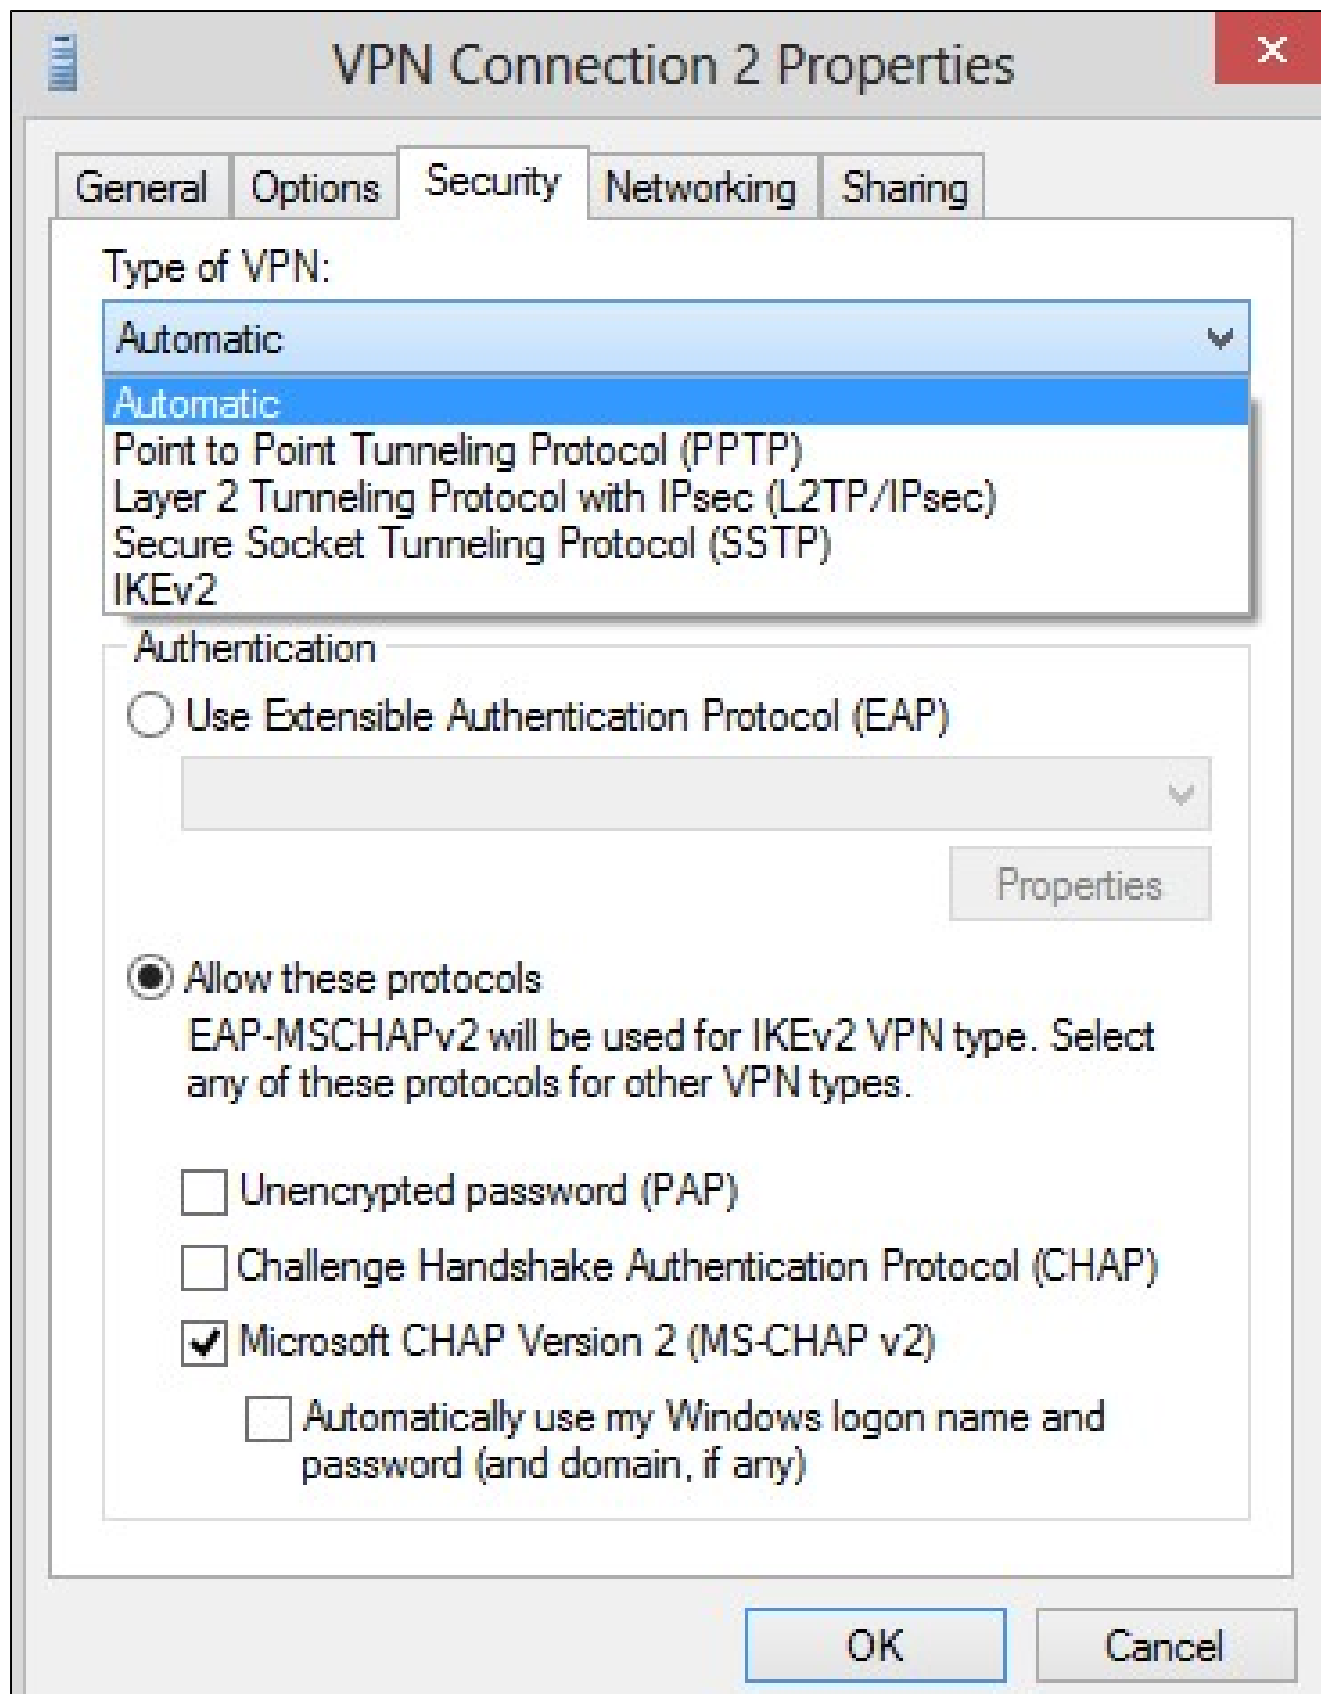 VPN Connection 2 Properties
General Options Security Networking Sharing
Type of VPN:
Automatic
Automatic
Point to Point Tunneling Protocol (PPTP)
Layer 2 Tunneling Protocol with IPsec (L2TP/IPsec)
Secure Socket Tunneling Protocol (SSTP)
IKEv2
Authentication
Use Extensible Authentication Protocol (EAP)
Properties
Allow these protocols
EAP-MSCHAPv2 will be used for IKEv2 VPN type. Select
any of these protocols for other VPN types.
Unencrypted password (PAP)
Challenge Handshake Authentication Protocol (CHAP)
Microsoft CHAP Version 2 (MS-CHAP v2)
Automatically use my Windows logon name and
password (and domain, if any)
OK Cancel